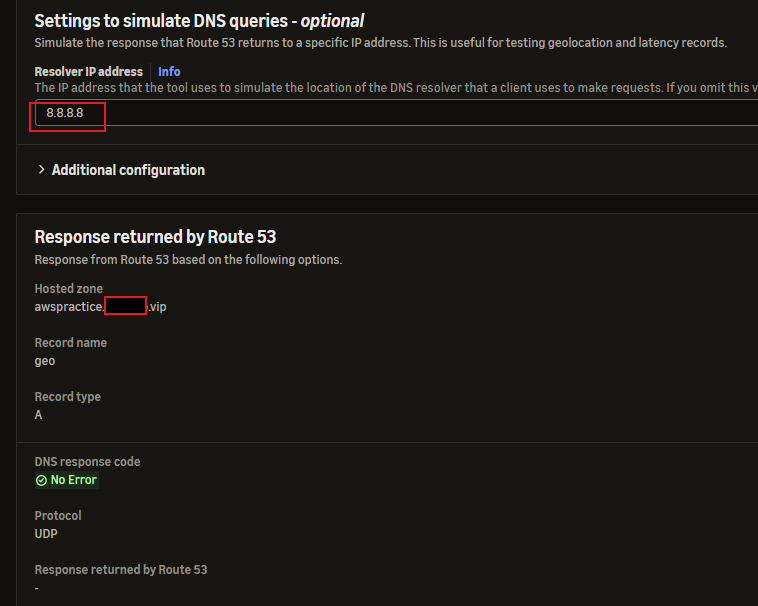 Settings to simulate DNS queries - optional
Simulate the response that Route 53 returns to a specific IP address. This is useful for testing geolocation and latency records.
Resolver IP address Info
The IP address that the tool uses to simulate the location of the DNS resolver that a client uses to make requests. If you omit this v
8.8.8.8
Additional configuration
Response returned by Route 53
Response from Route 53 based on the following options.
Hosted zone
awspractice. .vip
Record name
geo
Record type
A
DNS response code
No Error
Protocol
UDP
Response returned by Route 53
-